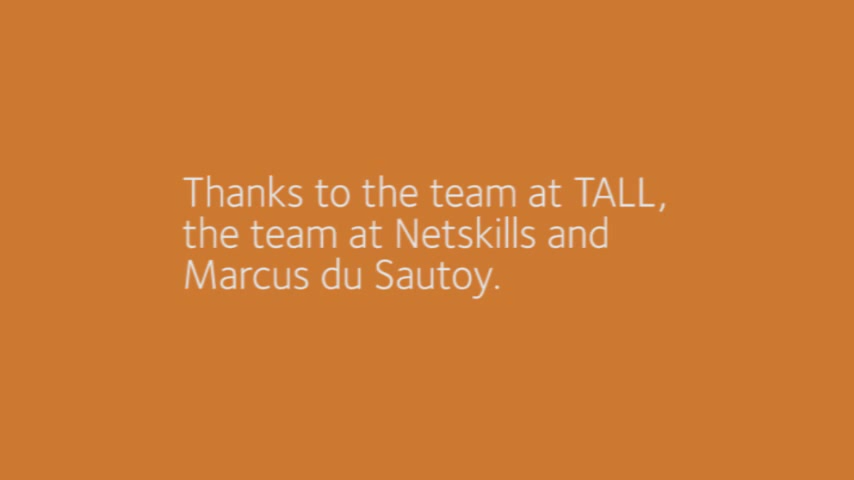 Thanks to the team at TALL,
the team at Netskills and
Marcus du Sautoy.